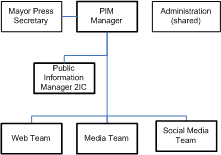 Mayor Press
Secretary
PIM
Manager
Administration
(shared)
Public
Information
Manager 2IC
Web Team
Media Team
Social Media
Team